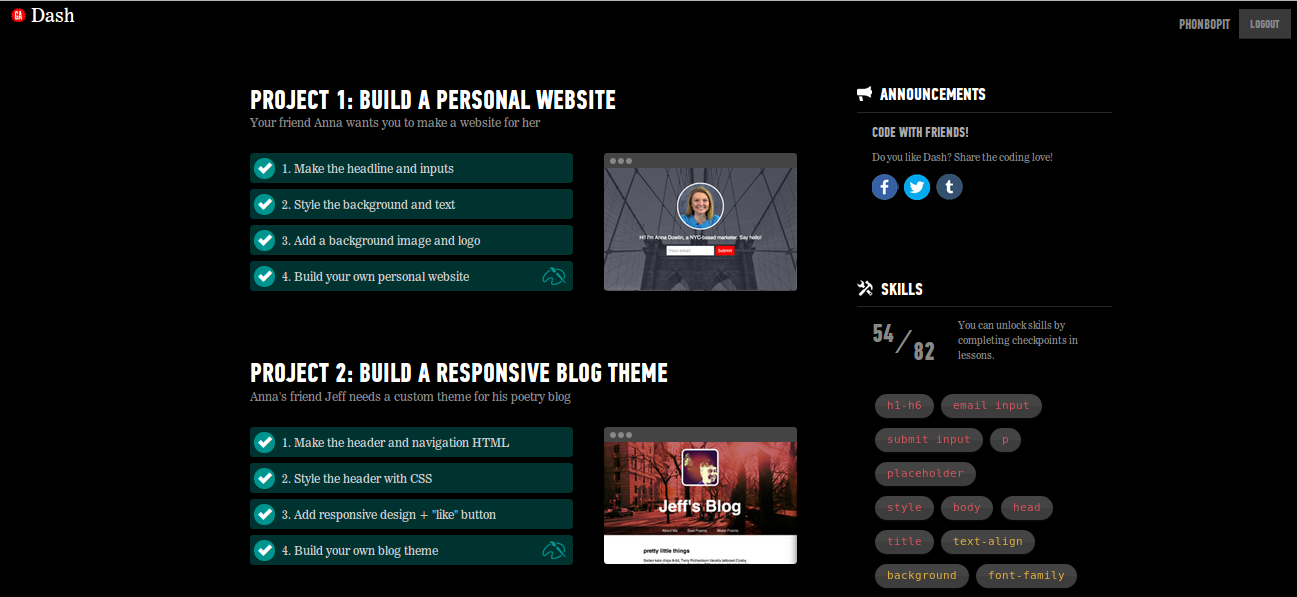 GA Dash
PHONBOPIT
LOGOUT
PROJECT 1: BUILD A PERSONAL WEBSITE
Your friend Anna wants you to make a website for her
1. Make the headline and inputs
2. Style the background and text
3. Add a background image and logo
4. Build your own personal website
Hi! I'm Anna Dowlin, a NYC-based marketer. Say hello!
Your email
Submit
PROJECT 2: BUILD A RESPONSIVE BLOG THEME
Anna's friend Jeff needs a custom theme for his poetry blog
1. Make the header and navigation HTML
2. Style the header with CSS
3. Add responsive design + "like" button
4. Build your own blog theme
Jeff's Blog
About Me
pretty little things
ANNOUNCEMENTS
CODE WITH FRIENDS!
Do you like Dash? Share the coding love!
f
t
SKILLS
54 / 82
You can unlock skills by
completing checkpoints in
lessons.
h1-h6 email input
submit input p
placeholder
style body head
title text-align
background font-family